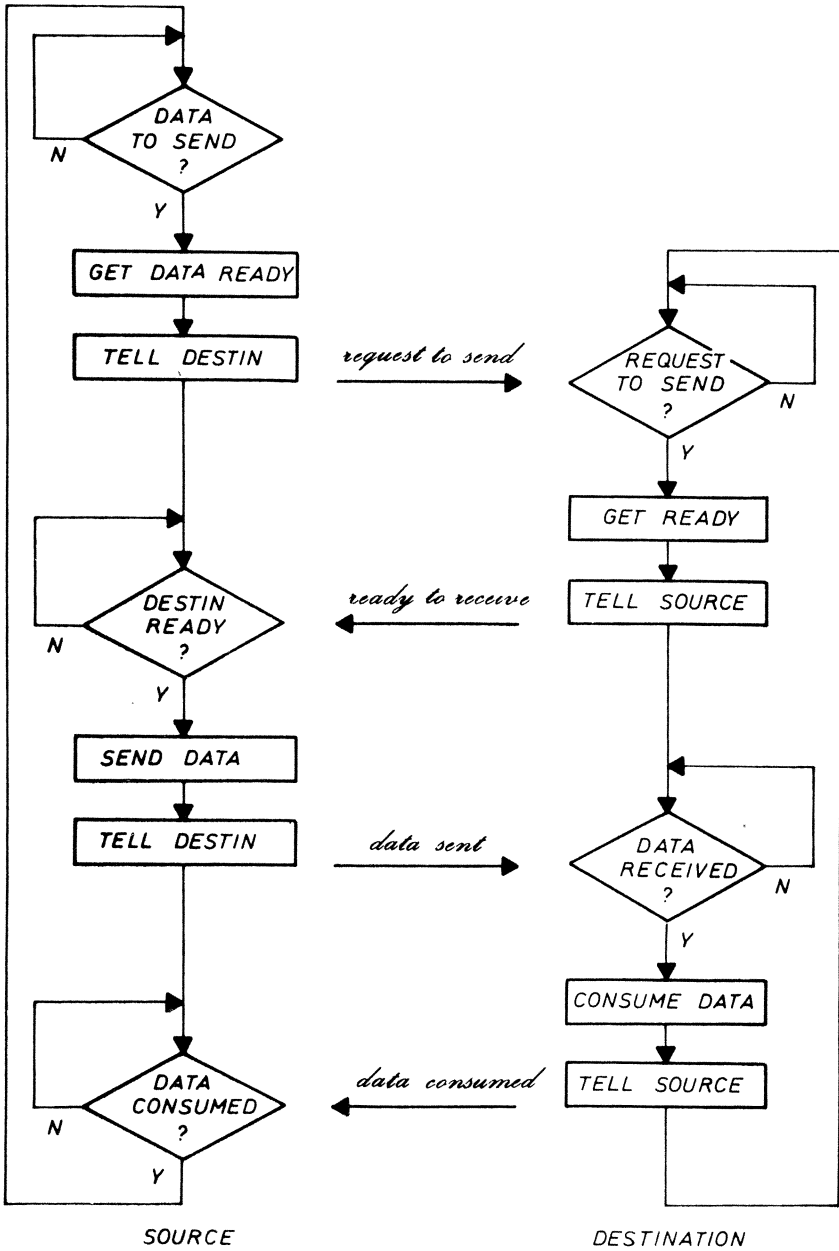 DATA
TO SEND
?
N
Y
GET DATA READY
TELL DESTIN
request to send
REQUEST
TO SEND
?
N
Y
GET READY
TELL SOURCE
ready to receive
DESTIN
READY
?
N
Y
SEND DATA
TELL DESTIN
data sent
DATA
RECEIVED
?
N
Y
CONSUME DATA
TELL SOURCE
data consumed
DATA
CONSUMED
?
N
Y
SOURCE
DESTINATION